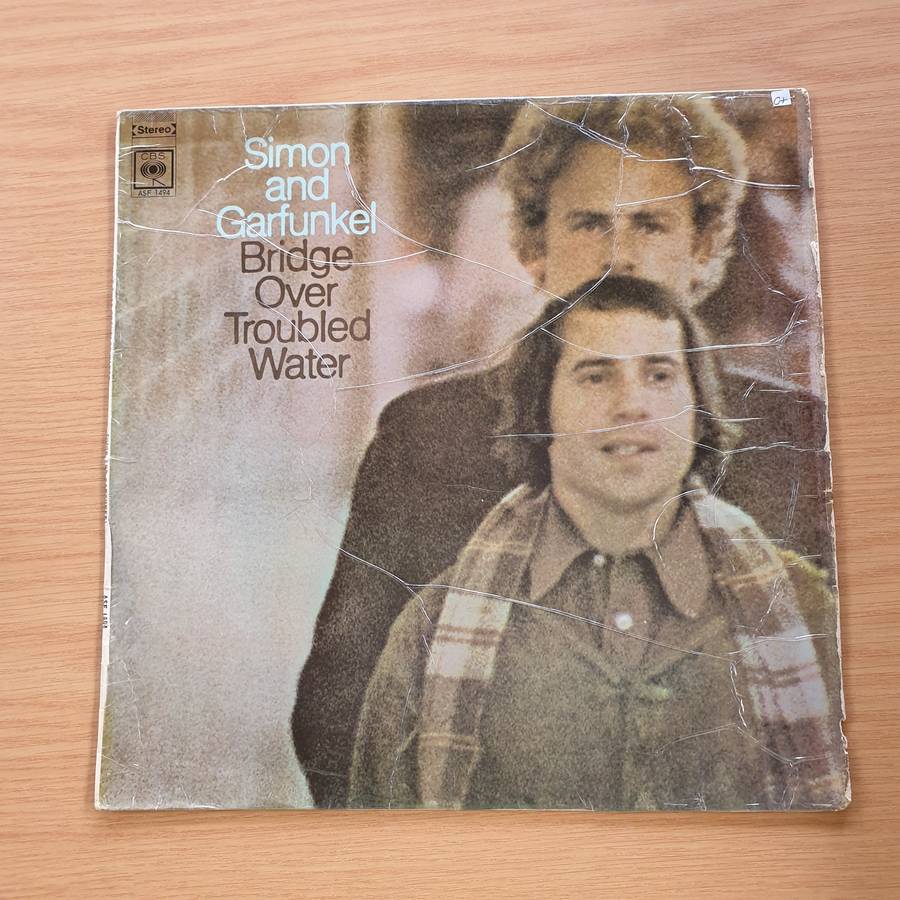 Stereo
CBS
ASF 1494
Simon
and
Garfunkel
Bridge
Over
Troubled
Water